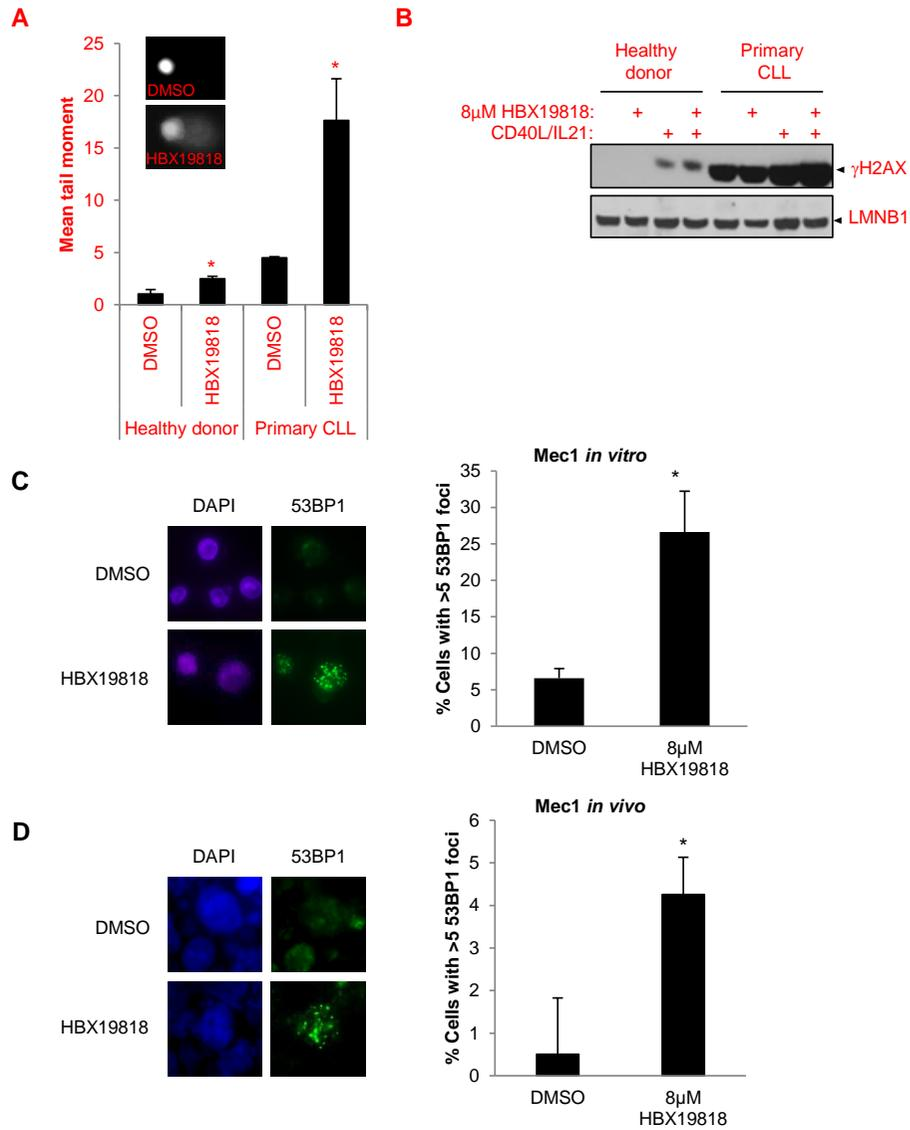 A
Mean tail moment
25
20
15
10
5
0
DMSO
HBX19818
*
*
DMSO
HBX19818
DMSO
HBX19818
Healthy donor
Primary CLL
B
Healthy donor
Primary CLL
8µM HBX19818: + + + +
CD40L/IL21: + + + +
γH2AX
LMNB1
C
DAPI
53BP1
DMSO
HBX19818
Mec1 in vitro
% Cells with >5 53BP1 foci
35
30
25
20
15
10
5
0
*
DMSO
8µM
HBX19818
D
DAPI
53BP1
DMSO
HBX19818
Mec1 in vivo
% Cells with >5 53BP1 foci
6
5
4
3
2
1
0
*
DMSO
8µM
HBX19818